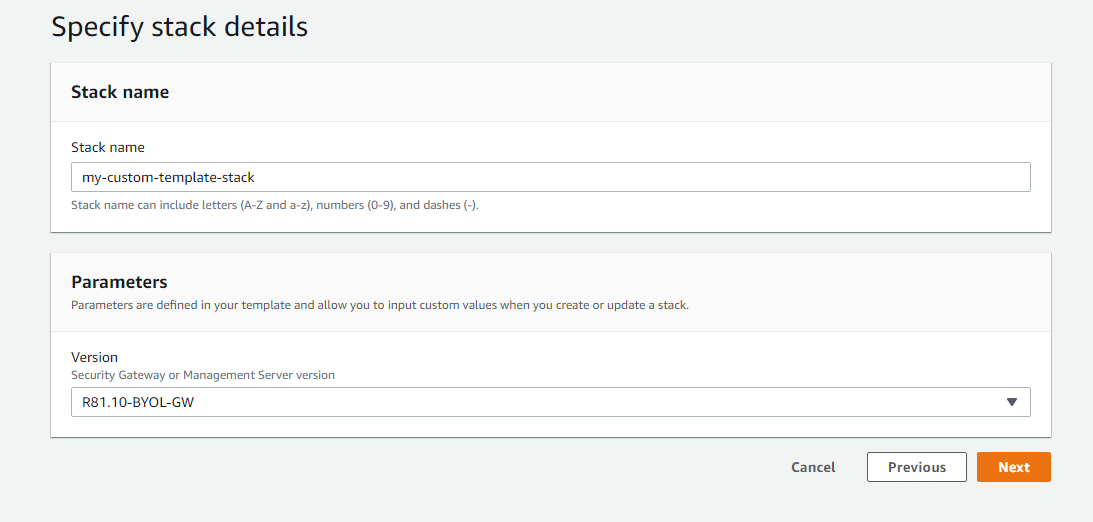 Specify stack details
Stack name
Stack name
my-custom-template-stack
Stack name can include letters (A-Z and a-z), numbers (0-9), and dashes (-).
Parameters
Parameters are defined in your template and allow you to input custom values when you create or update a stack.
Version
Security Gateway or Management Server version
R81.10-BYOL-GW
Cancel Previous Next